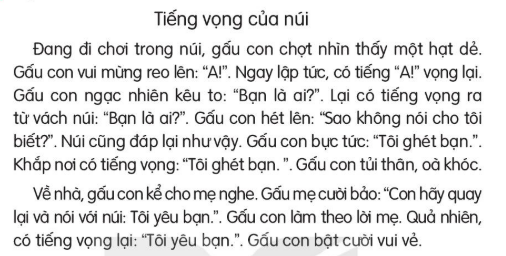 Tiếng vọng của núi
Đang đi chơi trong núi, gấu con chợt nhìn thấy một hạt dẻ.
Gấu con vui mừng reo lên: “A!”. Ngay lập tức, có tiếng “A!” vọng lại.
Gấu con ngạc nhiên kêu to: “Bạn là ai?”. Lại có tiếng vọng ra
từ vách núi: “Bạn là ai?”. Gấu con hét lên: “Sao không nói cho tôi
biết?”. Núi cũng đáp lại như vậy. Gấu con bực tức: “Tôi ghét bạn.”.
Khắp nơi có tiếng vọng: “Tôi ghét bạn. ”. Gấu con tủi thân, oà khóc.
Về nhà, gấu con kể cho mẹ nghe. Gấu mẹ cười bảo: “Con hãy quay
lại và nói với núi: Tôi yêu bạn.”. Gấu con làm theo lời mẹ. Quả nhiên,
có tiếng vọng lại: “Tôi yêu bạn.”. Gấu con bật cười vui vẻ.